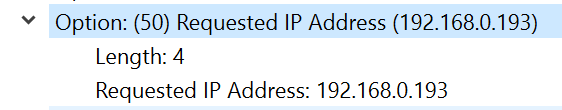 Option: (50) Requested IP Address (192.168.0.193)
Length: 4
Requested IP Address: 192.168.0.193